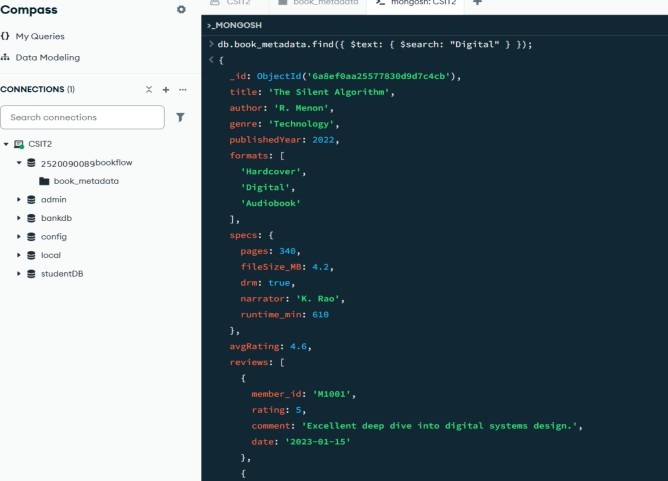 Compass
My Queries
Data Modeling
CONNECTIONS (1)
Search connections
CSIT2
2520090089bookflow
book_metadata
admin
bankdb
config
local
studentDB
CSIT2
book_metadata
mongosh: CSIT2
>_MONGOSH
> db.book_metadata.find({ $text: { $search: "Digital" } });
< {
_id: ObjectId('6a8ef0aa25577830d9d7c4cb'),
title: 'The Silent Algorithm',
author: 'R. Menon',
genre: 'Technology',
publishedYear: 2022,
formats: [
'Hardcover',
'Digital',
'Audiobook'
],
specs: {
pages: 340,
fileSize_MB: 4.2,
drm: true,
narrator: 'K. Rao',
runtime_min: 610
},
avgRating: 4.6,
reviews: [
{
member_id: 'M1001',
rating: 5,
comment: 'Excellent deep dive into digital systems design.',
date: '2023-01-15'
},
{